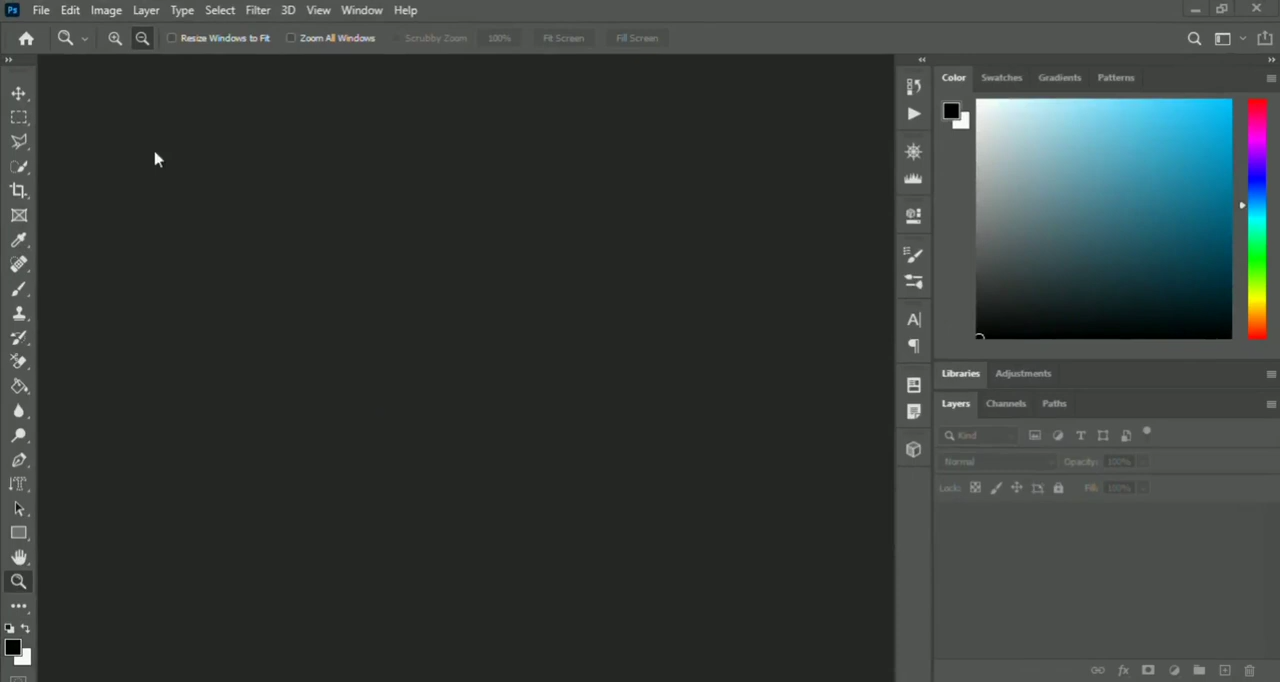 Ps File Edit Image Layer Type Select Filter 3D View Window Help
Resize Windows to Fit Zoom All Windows Scrubby Zoom 100% Fit Screen Fill Screen
Color Swatches Gradients Patterns
Libraries Adjustments
Layers Channels Paths
Kind
Normal Opacity: 100%
Lock: Fill: 100%